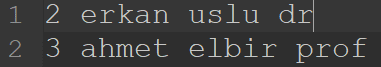 1 2 erkan uslu dr
2 3 ahmet elbir prof